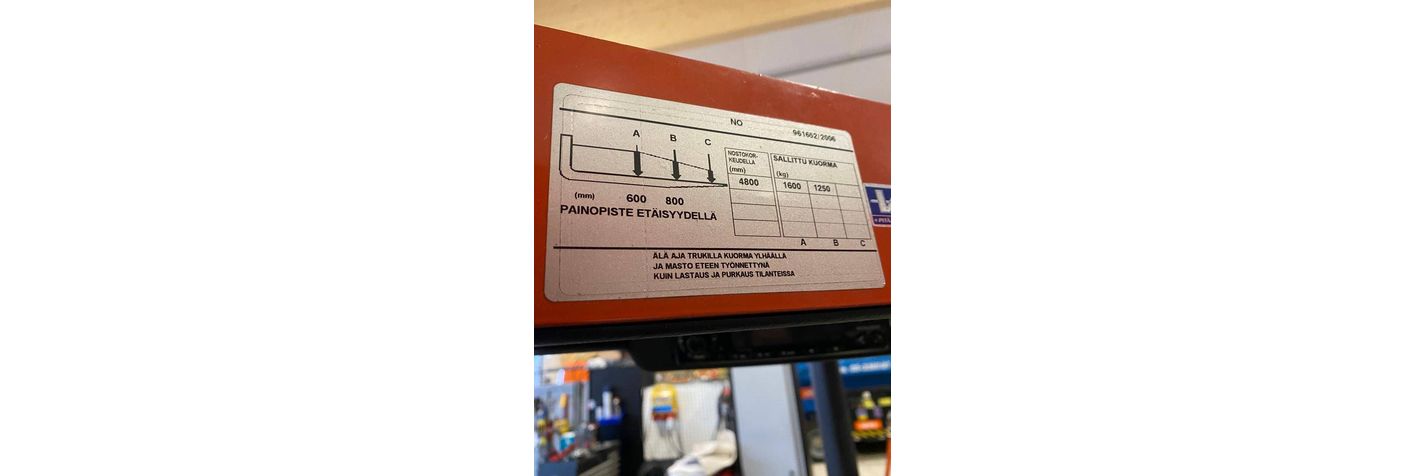 NO 961652/2006
A B C
NOSTOKOR-
KEUDELLA
(mm)
SALLITTU KUORMA
(kg)
4800 1600 1250
(mm) 600 800
PAINOPISTE ETÄISYYDELLÄ
A B C
ÄLÄ AJA TRUKILLA KUORMA YLHÄÄLLÄ
JA MASTO ETEEN TYÖNNETTYNÄ
KUIN LASTAUS JA PURKAUS TILANTEISSA